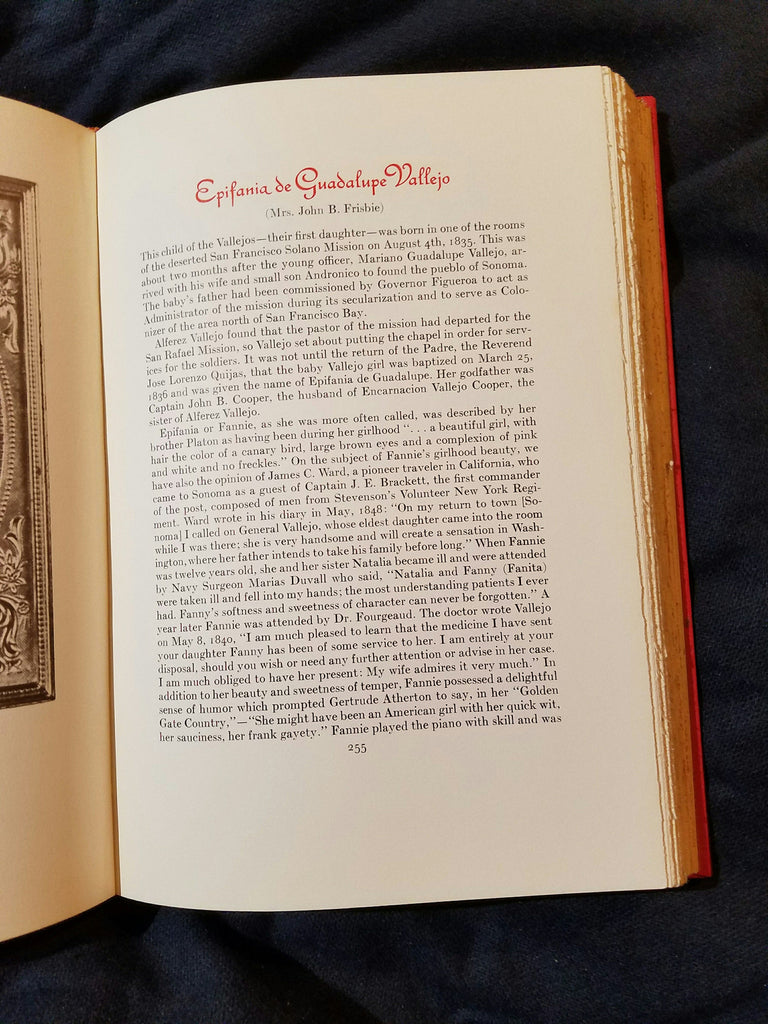 Epifania de Guadalupe Vallejo
(Mrs. John B. Frisbie)
This child of the Vallejos—their first daughter—was born in one of the rooms
of the deserted San Francisco Solano Mission on August 4th, 1835. This was
about two months after the young officer, Mariano Guadalupe Vallejo, ar-
rived with his wife and small son Andronico to found the pueblo of Sonoma.
The baby's father had been commissioned by Governor Figueroa to act as
Administrator of the mission during its secularization and to serve as Colo-
nizer of the area north of San Francisco Bay.
Alferez Vallejo found that the pastor of the mission had departed for the
San Rafael Mission, so Vallejo set about putting the chapel in order for serv-
ices for the soldiers. It was not until the return of the Padre, the Reverend
Jose Lorenzo Quijas, that the baby Vallejo girl was baptized on March 25,
1836 and was given the name of Epifania de Guadalupe. Her godfather was
Captain John B. Cooper, the husband of Encarnacion Vallejo Cooper, the
sister of Alferez Vallejo.
Epifania or Fannie, as she was more often called, was described by her
brother Platon as having been during her girlhood ". . . a beautiful girl, with
hair the color of a canary bird, large brown eyes and a complexion of pink
and white and no freckles." On the subject of Fannie's girlhood beauty, we
have also the opinion of James C. Ward, a pioneer traveler in California, who
came to Sonoma as a guest of Captain J. E. Brackett, the first commander
of the post, composed of men from Stevenson's Volunteer New York Regi-
ment. Ward wrote in his diary in May, 1848: "On my return to town [So-
noma] I called on General Vallejo, whose eldest daughter came into the room
while I was there; she is very handsome and will create a sensation in Wash-
ington, where her father intends to take his family before long." When Fannie
was twelve years old, she and her sister Natalia became ill and were attended
by Navy Surgeon Marias Duvall who said, "Natalia and Fanny (Fanita)
were taken ill and fell into my hands; the most understanding patients I ever
had. Fanny's softness and sweetness of character can never be forgotten." A
year later Fannie was attended by Dr. Fourgeaud. The doctor wrote Vallejo
on May 8, 1840, "I am much pleased to learn that the medicine I have sent
your daughter Fanny has been of some service to her. I am entirely at your
disposal, should you wish or need any further attention or advise in her case.
I am much obliged to have her present: My wife admires it very much." In
addition to her beauty and sweetness of temper, Fannie possessed a delightful
sense of humor which prompted Gertrude Atherton to say, in her "Golden
Gate Country,"—"She might have been an American girl with her quick wit,
her sauciness, her frank gayety." Fannie played the piano with skill and was
255